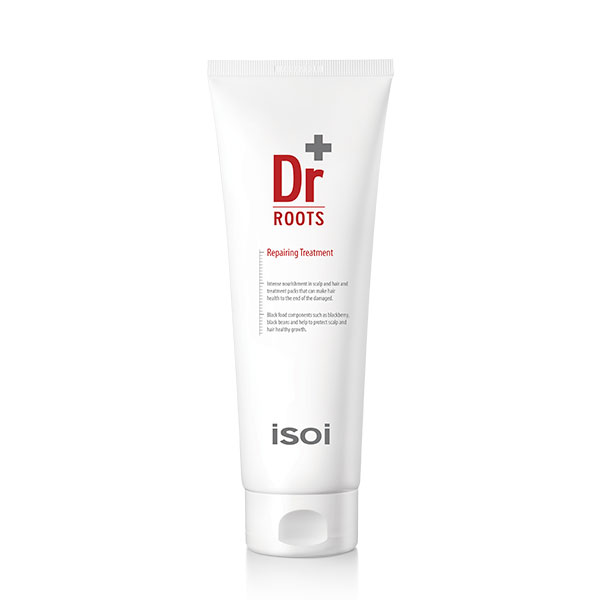 Dr+
ROOTS
Repairing Treatment
Intense nourishment in scalp and hair and
treatment packs that can make hair
health to the end of the damaged.
Black food components such as blackberry,
black beans and help to protect scalp and
hair healthy growth.
isoi